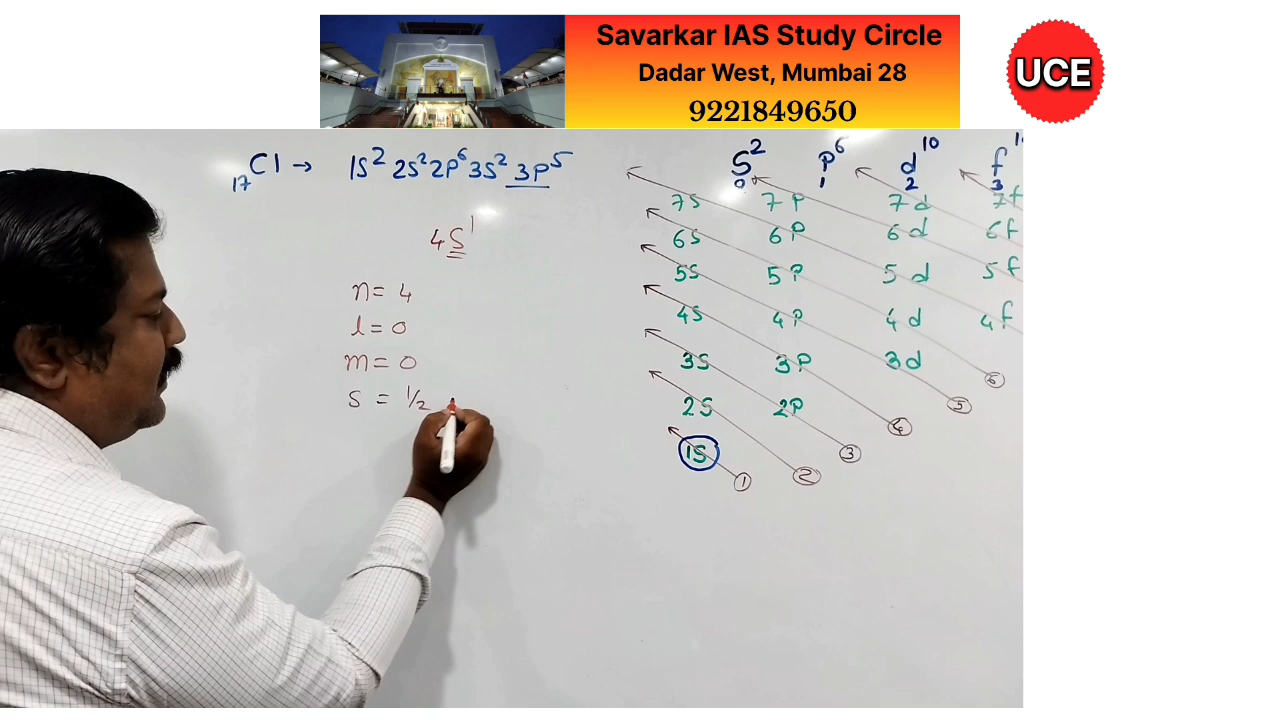 Savarkar IAS Study Circle
Dadar West, Mumbai 28
9221849650
UCE
₁₇Cl → 1S² 2S² 2P⁶ 3S² 3P⁵
4S¹
n = 4
l = 0
m = 0
S = 1/2
S² P⁶ d¹⁰ f
0 1 2 3
7S 7P 7d 7f
6S 6P 6d 6f
5S 5P 5d 5f
4S 4P 4d 4f
3S 3P 3d
2S 2P
1S
① ② ③ ④ ⑤ ⑥